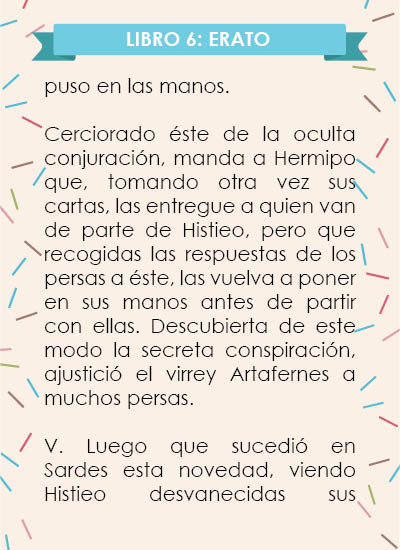 LIBRO 6: ERATO
puso en las manos.
Cerciorado éste de la oculta
conjuración, manda a Hermipo
que, tomando otra vez sus
cartas, las entregue a quien van
de parte de Histieo, pero que
recogidas las respuestas de los
persas a éste, las vuelva a poner
en sus manos antes de partir
con ellas. Descubierta de este
modo la secreta conspiración,
ajustició el virrey Artafernes a
muchos persas.
V. Luego que sucedió en
Sardes esta novedad, viendo
Histieo desvanecidas sus